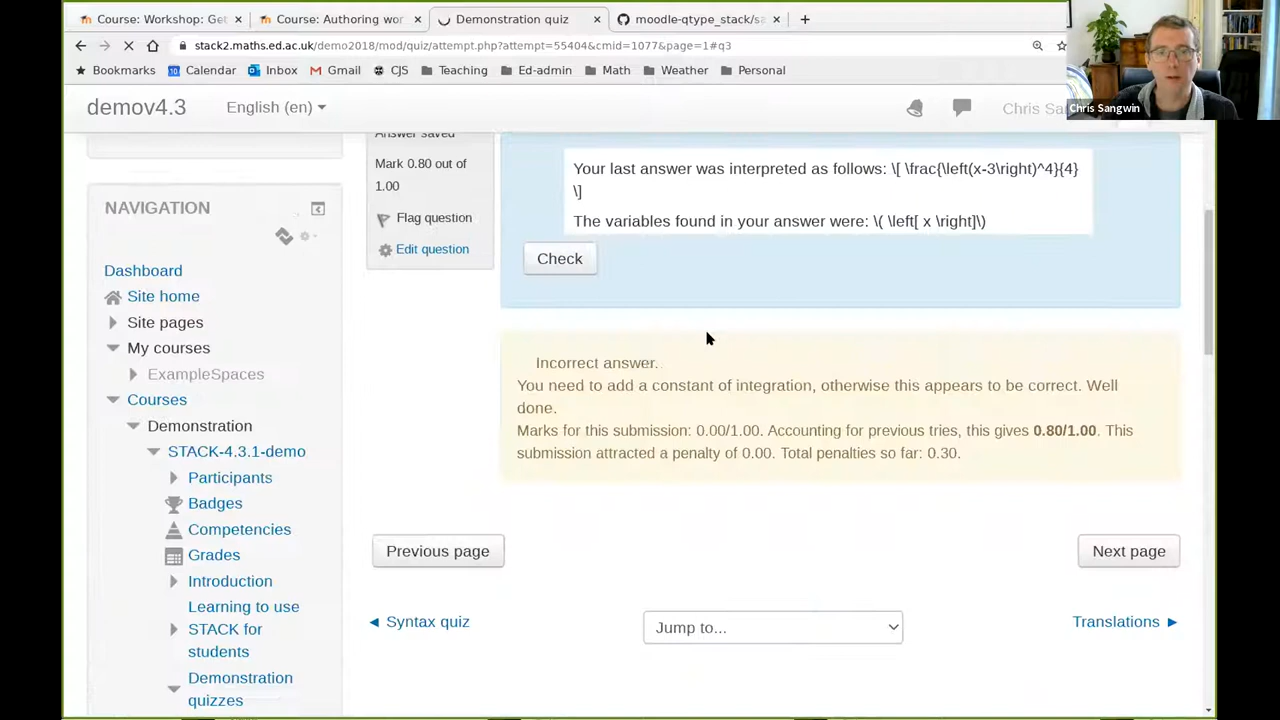 Course: Workshop: Get
Course: Authoring wor
Demonstration quiz
moodle-qtype_stack/sa
stack2.maths.ed.ac.uk/demo2018/mod/quiz/attempt.php?attempt=55404&cmid=1077&page=1#q3
Bookmarks Calendar Inbox Gmail CJS Teaching Ed-admin Math Weather Personal
Chris Sangwin
demov4.3 English (en) Chris Sa
Answer saved
Mark 0.80 out of
1.00
Flag question
Edit question
Your last answer was interpreted as follows: \[ \frac{\left(x-3\right)^4}{4}
\]
The variables found in your answer were: \( \left[ x \right]\)
Check
NAVIGATION
Dashboard
Site home
Site pages
My courses
ExampleSpaces
Courses
Demonstration
STACK-4.3.1-demo
Participants
Badges
Competencies
Grades
Introduction
Learning to use
STACK for
students
Demonstration
quizzes
Incorrect answer.
You need to add a constant of integration, otherwise this appears to be correct. Well
done.
Marks for this submission: 0.00/1.00. Accounting for previous tries, this gives 0.80/1.00. This
submission attracted a penalty of 0.00. Total penalties so far: 0.30.
Previous page
Next page
◄ Syntax quiz
Jump to...
Translations ►